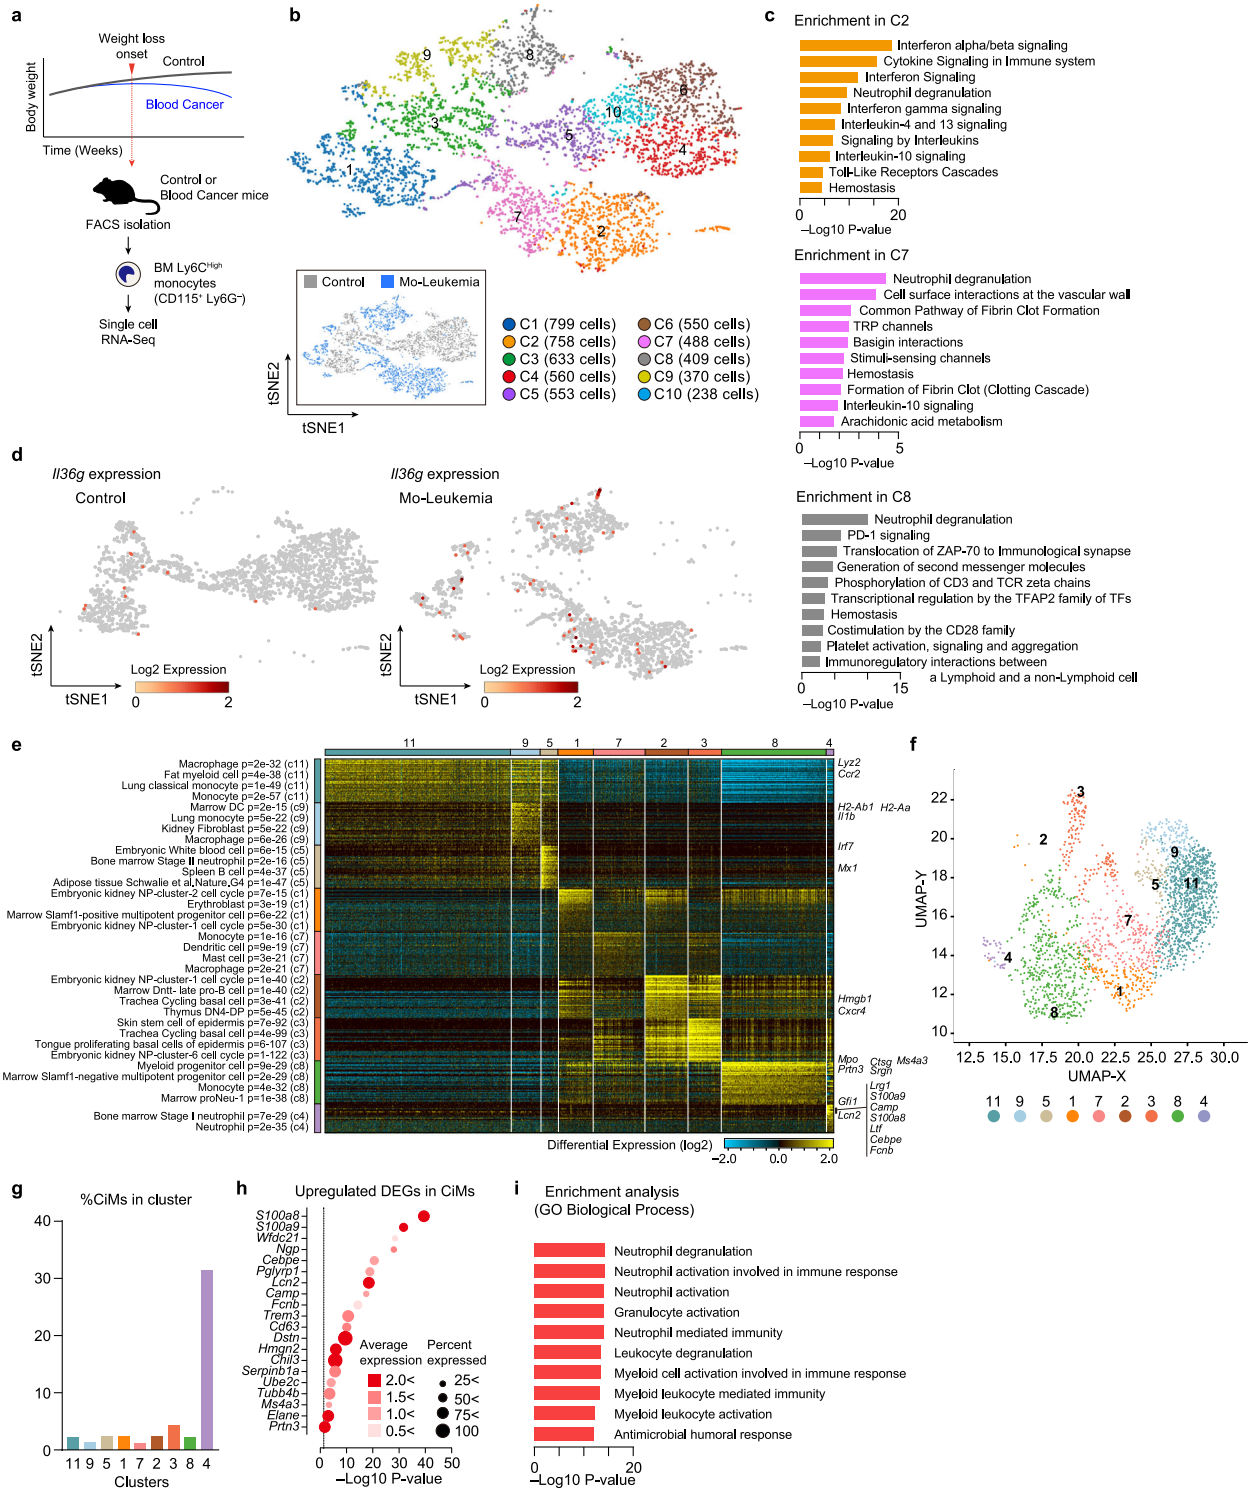 a
Weight loss
onset
Control
Blood Cancer
Body weight
Time (Weeks)
Control or
Blood Cancer mice
FACS isolation
BM Ly6C^High
monocytes
(CD115⁺ Ly6G⁻)
Single cell
RNA-Seq
b
9
8
6
10
3
5
4
1
7
2
Control
Mo-Leukemia
tSNE2
tSNE1
C1 (799 cells)
C2 (758 cells)
C3 (633 cells)
C4 (560 cells)
C5 (553 cells)
C6 (550 cells)
C7 (488 cells)
C8 (409 cells)
C9 (370 cells)
C10 (238 cells)
c
Enrichment in C2
Interferon alpha/beta signaling
Cytokine Signaling in Immune system
Interferon Signaling
Neutrophil degranulation
Interferon gamma signaling
Interleukin-4 and 13 signaling
Signaling by Interleukins
Interleukin-10 signaling
Toll-Like Receptors Cascades
Hemostasis
0 20
–Log10 P-value
Enrichment in C7
Neutrophil degranulation
Cell surface interactions at the vascular wall
Common Pathway of Fibrin Clot Formation
TRP channels
Basigin interactions
Stimuli-sensing channels
Hemostasis
Formation of Fibrin Clot (Clotting Cascade)
Interleukin-10 signaling
Arachidonic acid metabolism
0 5
–Log10 P-value
Enrichment in C8
Neutrophil degranulation
PD-1 signaling
Translocation of ZAP-70 to Immunological synapse
Generation of second messenger molecules
Phosphorylation of CD3 and TCR zeta chains
Transcriptional regulation by the TFAP2 family of TFs
Hemostasis
Costimulation by the CD28 family
Platelet activation, signaling and aggregation
Immunoregulatory interactions between
a Lymphoid and a non-Lymphoid cell
0 15
–Log10 P-value
d
Il36g expression
Control
tSNE2
tSNE1
Log2 Expression
0 2
Il36g expression
Mo-Leukemia
tSNE2
tSNE1
Log2 Expression
0 2
e
11 9 5 1 7 2 3 8 4
Macrophage p=2e-32 (c11)
Fat myeloid cell p=4e-38 (c11)
Lung classical monocyte p=1e-49 (c11)
Monocyte p=2e-57 (c11)
Marrow DC p=2e-15 (c9)
Lung monocyte p=5e-22 (c9)
Kidney Fibroblast p=5e-22 (c9)
Macrophage p=6e-26 (c9)
Embryonic White blood cell p=6e-15 (c5)
Bone marrow Stage II neutrophil p=2e-16 (c5)
Spleen B cell p=4e-37 (c5)
Adipose tissue Schwalie et al.Nature.G4 p=1e-47 (c5)
Embryonic kidney NP-cluster-2 cell cycle p=7e-15 (c1)
Erythroblast p=3e-19 (c1)
Marrow Slamf1-positive multipotent progenitor cell p=6e-22 (c1)
Embryonic kidney NP-cluster-1 cell cycle p=5e-30 (c1)
Monocyte p=1e-16 (c7)
Dendritic cell p=9e-19 (c7)
Mast cell p=3e-21 (c7)
Macrophage p=2e-21 (c7)
Embryonic kidney NP-cluster-1 cell cycle p=1e-40 (c2)
Marrow Dntt- late pro-B cell p=1e-40 (c2)
Trachea Cycling basal cell p=3e-41 (c2)
Thymus DN4-DP p=5e-45 (c2)
Skin stem cell of epidermis p=7e-92 (c3)
Trachea Cycling basal cell p=4e-99 (c3)
Tongue proliferating basal cells of epidermis p=6-107 (c3)
Embryonic kidney NP-cluster-6 cell cycle p=1-122 (c3)
Myeloid progenitor cell p=9e-29 (c8)
Marrow Slamf1-negative multipotent progenitor cell p=2e-29 (c8)
Monocyte p=4e-32 (c8)
Marrow proNeu-1 p=1e-38 (c8)
Bone marrow Stage I neutrophil p=7e-29 (c4)
Neutrophil p=2e-35 (c4)
Lyz2
Ccr2
H2-Ab1 H2-Aa
Il1b
Irf7
Mx1
Hmgb1
Cxcr4
Mpo Ctsg Ms4a3
Prtn3 Srgn
Gfi1
Lcn2
Lrg1
S100a9
Camp
S100a8
Ltf
Cebpe
Fcnb
Differential Expression (log2)
−2.0 0.0 2.0
f
UMAP-Y
22
20
18
16
14
12
10
3
2
9
5 11
7
4
1
8
12.5 15.0 17.5 20.0 22.5 25.0 27.5 30.0
UMAP-X
11 9 5 1 7 2 3 8 4
g
%CiMs in cluster
40
30
20
10
0
11 9 5 1 7 2 3 8 4
Clusters
h
Upregulated DEGs in CiMs
S100a8
S100a9
Wfdc21
Ngp
Cebpe
Pglyrp1
Lcn2
Camp
Fcnb
Trem3
Cd63
Dstn
Hmgn2
Chil3
Serpinb1a
Ube2c
Tubb4b
Ms4a3
Elane
Prtn3
Average
expression
2.0<
1.5<
1.0<
0.5<
Percent
expressed
25<
50<
75<
100
0 10 20 30 40 50
–Log10 P-value
i
Enrichment analysis
(GO Biological Process)
Neutrophil degranulation
Neutrophil activation involved in immune response
Neutrophil activation
Granulocyte activation
Neutrophil mediated immunity
Leukocyte degranulation
Myeloid cell activation involved in immune response
Myeloid leukocyte mediated immunity
Myeloid leukocyte activation
Antimicrobial humoral response
0 20
–Log10 P-value